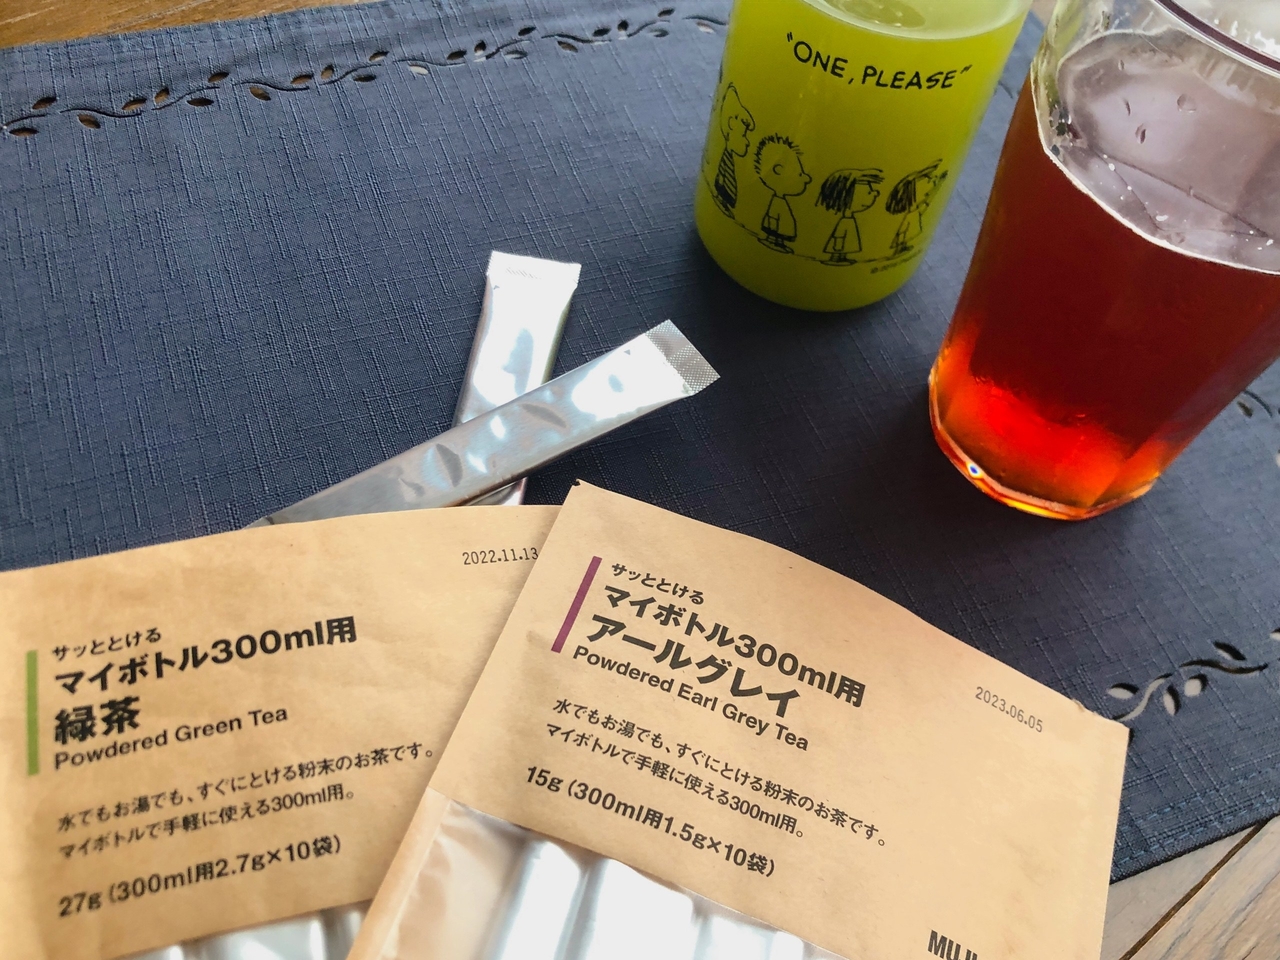 "ONE, PLEASE"
2022.11.13
サッととける
マイボトル300ml用
緑茶
Powdered Green Tea
水でもお湯でも、すぐにとける粉末のお茶です。
マイボトルで手軽に使える300ml用。
27g (300ml用2.7g×10袋)
サッととける
マイボトル300ml用
アールグレイ
Powdered Earl Grey Tea
2023.06.05
水でもお湯でも、すぐにとける粉末のお茶です。
マイボトルで手軽に使える300ml用。
15g (300ml用1.5g×10袋)
MUJI